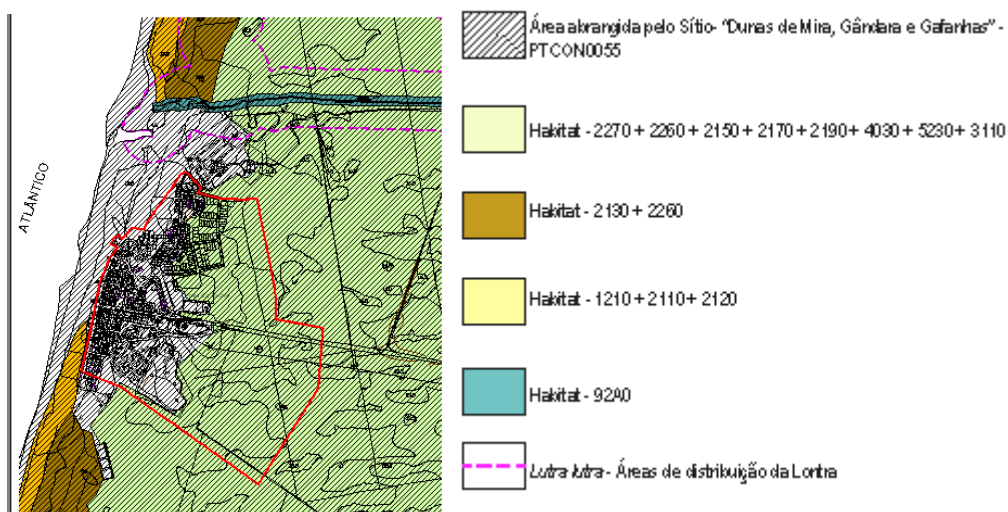 ATLÂNTICO
Área abrangida pelo Sítio- “Dunas de Mira, Gândara e Gafanhas” -
PTCON0055
Habitat - 2270 + 2260 + 2150 + 2170 + 2190 + 4030 + 5230 + 3110
Habitat - 2130 + 2260
Habitat - 1210 + 2110 + 2120
Habitat - 92A0
Lutra lutra - Áreas de distribuição da Lontra